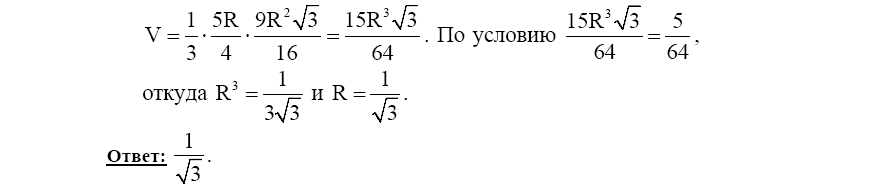 V = 1/3 · 5R/4 · 9R²√3/16 = 15R³√3/64 . По условию 15R³√3/64 = 5/64 ,
откуда R³ = 1/(3√3) и R = 1/√3 .
Ответ: 1/√3 .